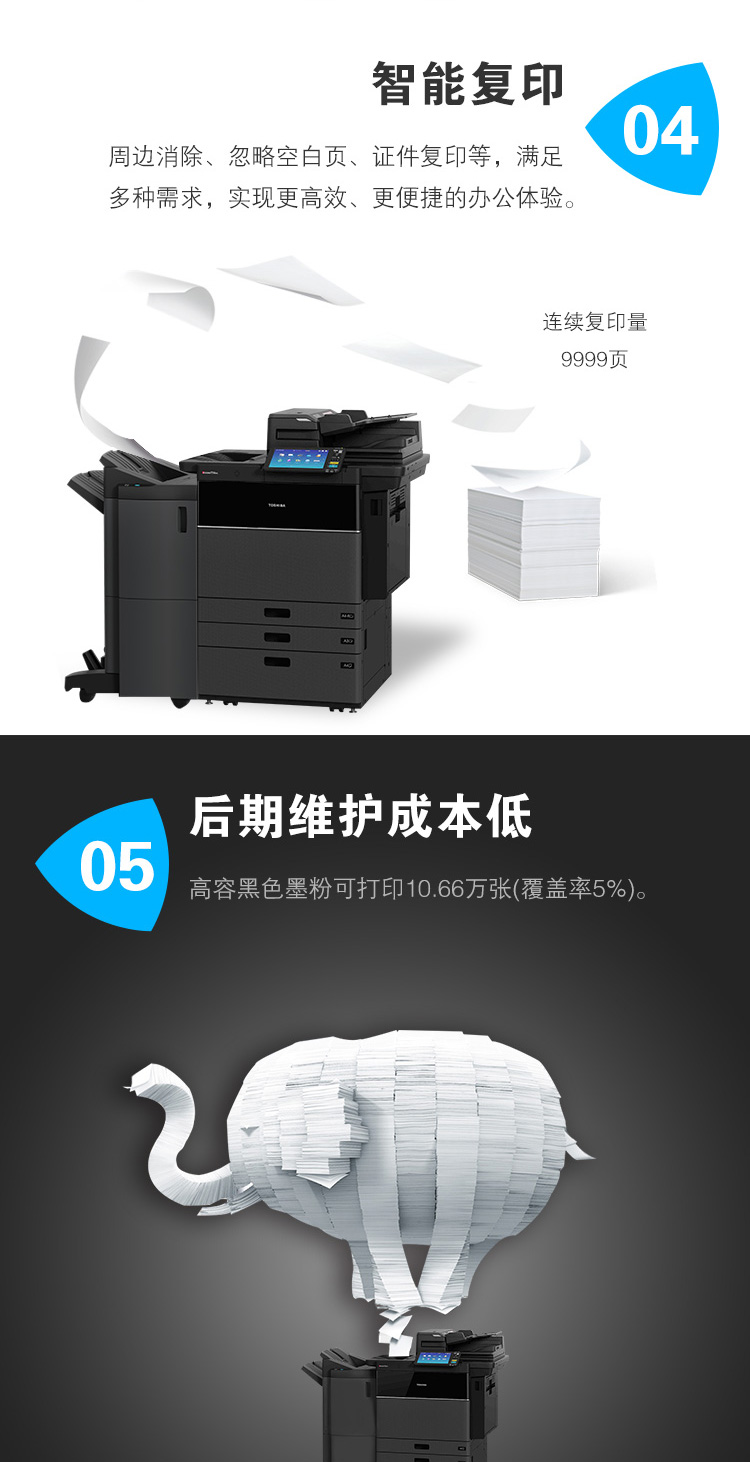 智能复印
04
周边消除、忽略空白页、证件复印等，满足
多种需求，实现更高效、更便捷的办公体验。
连续复印量
9999页
TOSHIBA
05
后期维护成本低
高容黑色墨粉可打印10.66万张(覆盖率5%)。
TOSHIBA